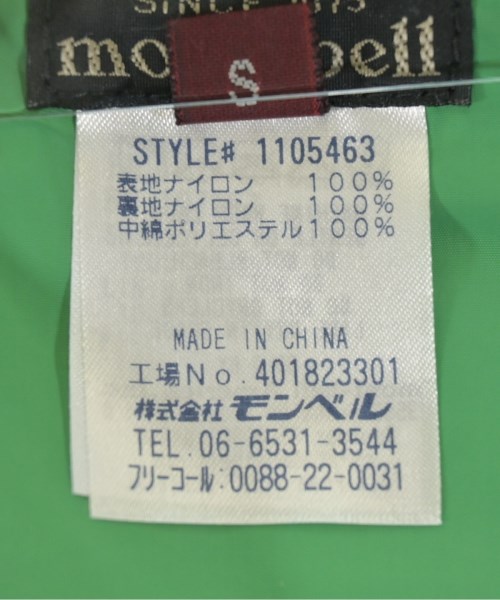 SINCE 1975
mo bell
S
STYLE# 1105463
表地ナイロン 100%
裏地ナイロン 100%
中綿ポリエステル100%
MADE IN CHINA
工場No.401823301
株式会社モンベル
TEL.06-6531-3544
フリーコール:0088-22-0031